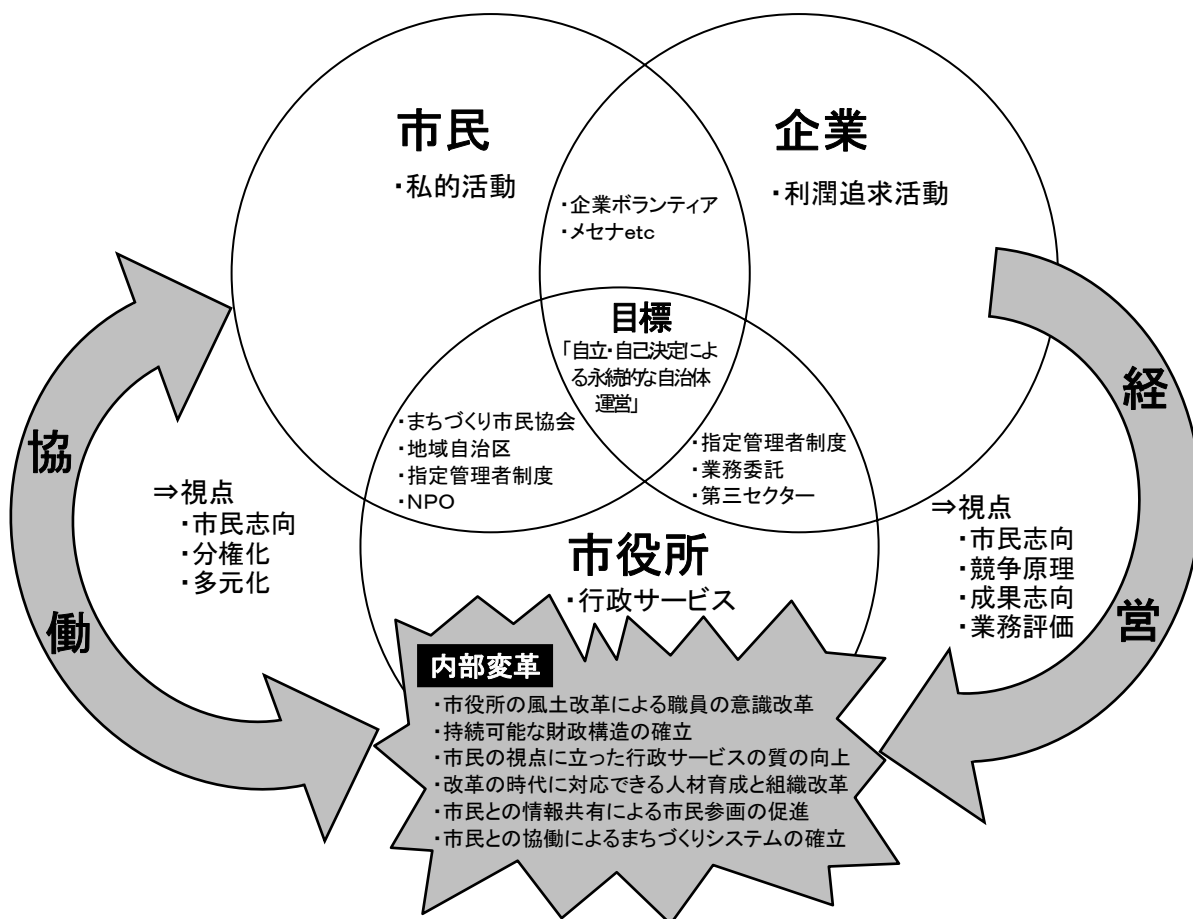 市民
・私的活動
企業
・利潤追求活動
・企業ボランティア
・メセナetc
目標
「自立・自己決定によ
る永続的な自治体
運営」
・まちづくり市民協会
・地域自治区
・指定管理者制度
・NPO
・指定管理者制度
・業務委託
・第三セクター
協
働
⇒視点
・市民志向
・分権化
・多元化
経
営
⇒視点
・市民志向
・競争原理
・成果志向
・業務評価
市役所
・行政サービス
内部変革
・市役所の風土改革による職員の意識改革
・持続可能な財政構造の確立
・市民の視点に立った行政サービスの質の向上
・改革の時代に対応できる人材育成と組織改革
・市民との情報共有による市民参画の促進
・市民との協働によるまちづくりシステムの確立